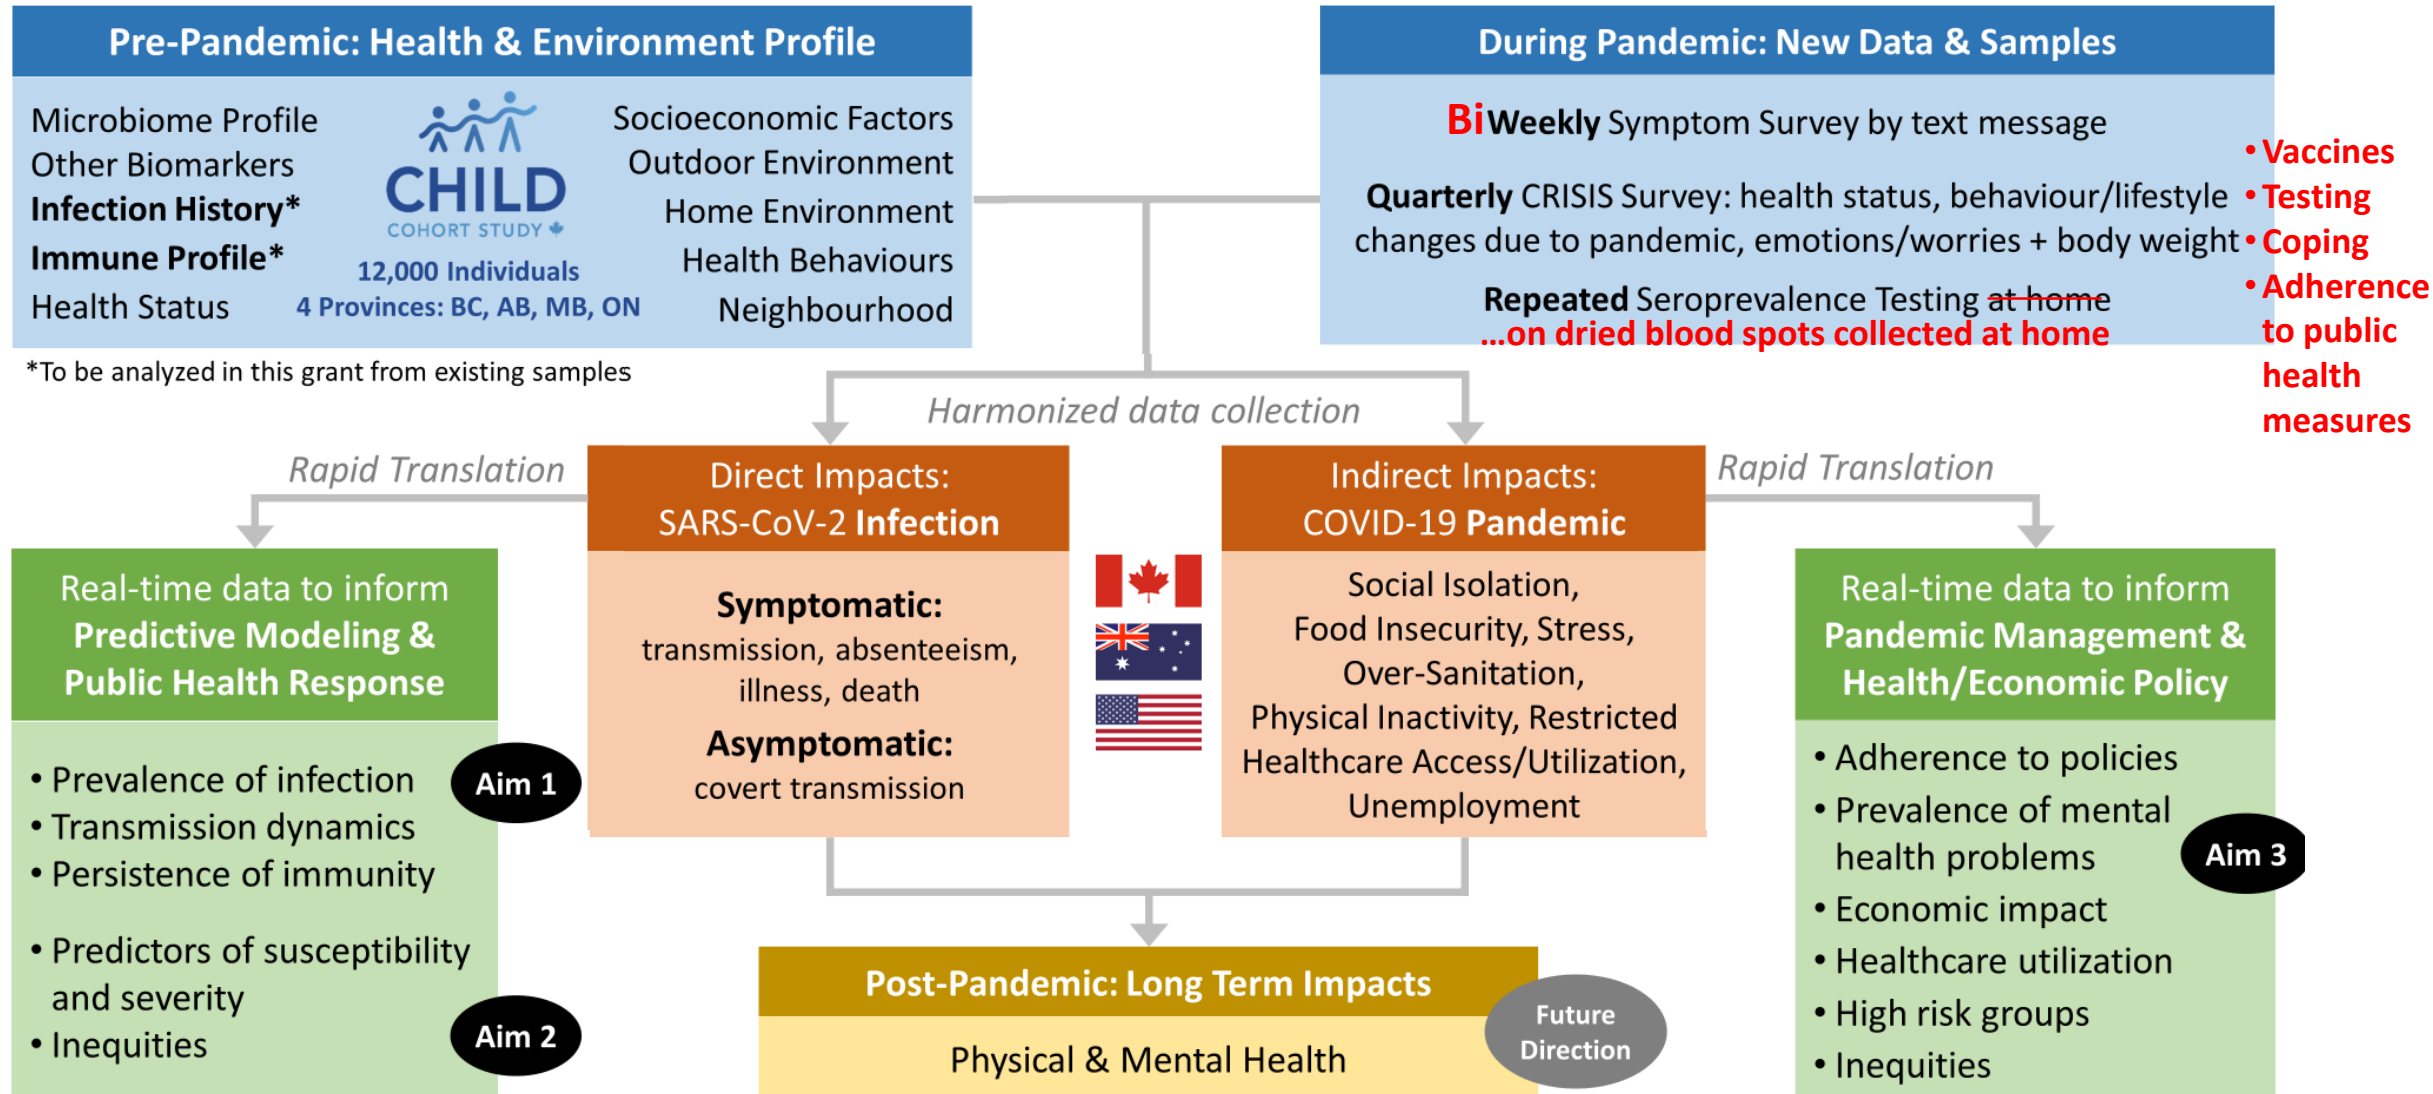 Pre-Pandemic: Health & Environment Profile
Microbiome Profile
Other Biomarkers
Infection History*
Immune Profile*
Health Status
CHILD
COHORT STUDY
12,000 Individuals
4 Provinces: BC, AB, MB, ON
Socioeconomic Factors
Outdoor Environment
Home Environment
Health Behaviours
Neighbourhood
*To be analyzed in this grant from existing samples
During Pandemic: New Data & Samples
BiWeekly Symptom Survey by text message
Quarterly CRISIS Survey: health status, behaviour/lifestyle
changes due to pandemic, emotions/worries + body weight
Repeated Seroprevalence Testing at home
...on dried blood spots collected at home
• Vaccines
• Testing
• Coping
• Adherence
to public
health
measures
Harmonized data collection
Rapid Translation
Direct Impacts:
SARS-CoV-2 Infection
Symptomatic:
transmission, absenteeism,
illness, death
Asymptomatic:
covert transmission
Indirect Impacts:
COVID-19 Pandemic
Social Isolation,
Food Insecurity, Stress,
Over-Sanitation,
Physical Inactivity, Restricted
Healthcare Access/Utilization,
Unemployment
Rapid Translation
Real-time data to inform
Predictive Modeling &
Public Health Response
• Prevalence of infection
• Transmission dynamics
• Persistence of immunity
Aim 1
• Predictors of susceptibility
and severity
• Inequities
Aim 2
Real-time data to inform
Pandemic Management &
Health/Economic Policy
• Adherence to policies
• Prevalence of mental
health problems
• Economic impact
• Healthcare utilization
• High risk groups
• Inequities
Aim 3
Post-Pandemic: Long Term Impacts
Physical & Mental Health
Future
Direction